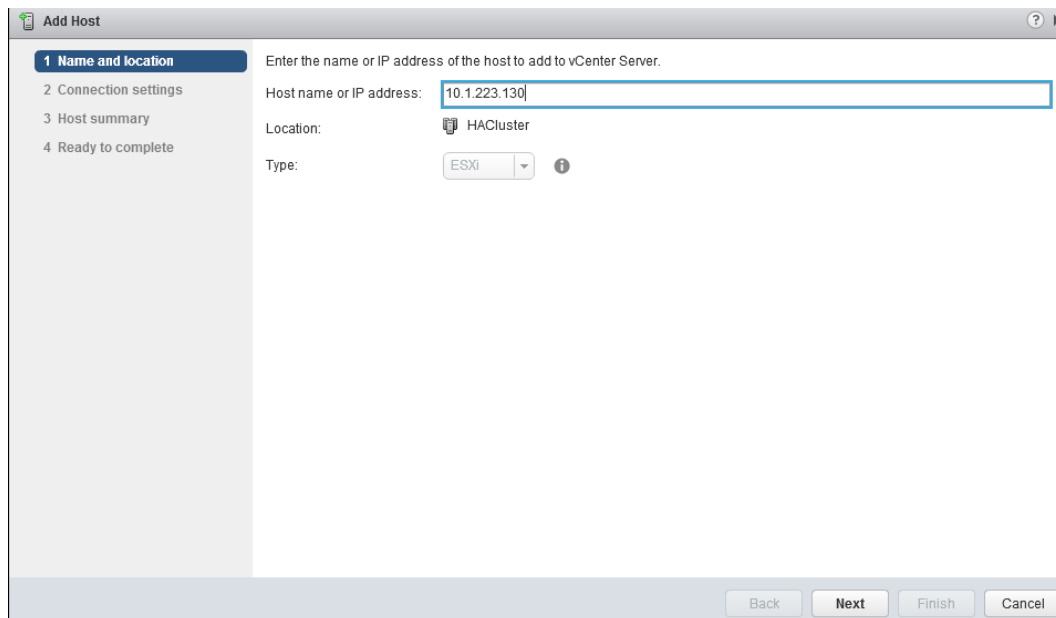 Add Host
?
1 Name and location
2 Connection settings
3 Host summary
4 Ready to complete
Enter the name or IP address of the host to add to vCenter Server.
Host name or IP address: 10.1.223.130
Location: HACluster
Type: ESXi
Back Next Finish Cancel